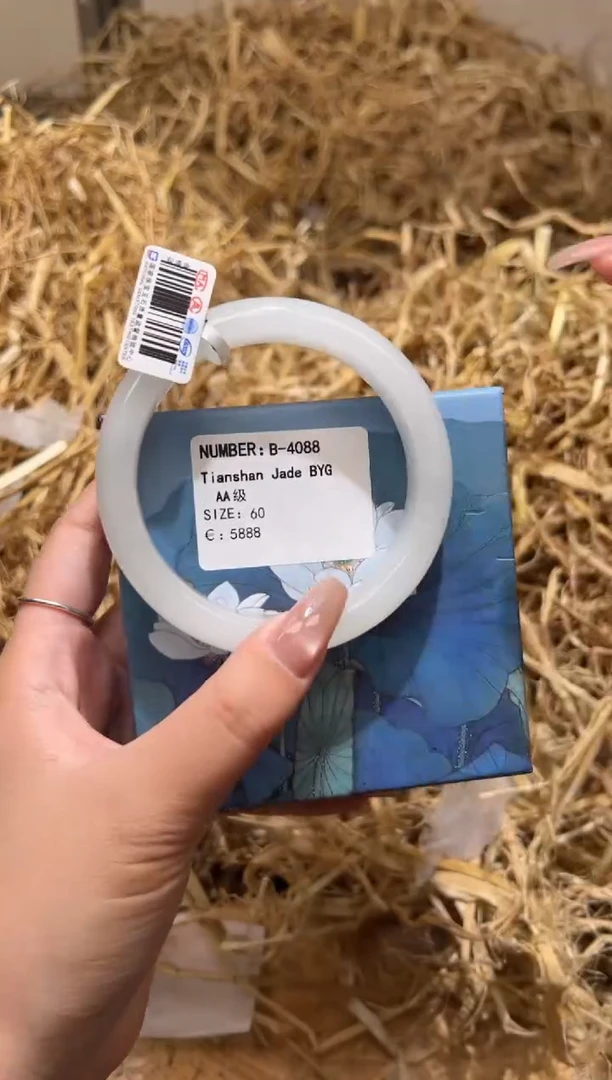 NUMBER: B-4088
Tianshan Jade BYG
AA级
SIZE: 60
€: 5888